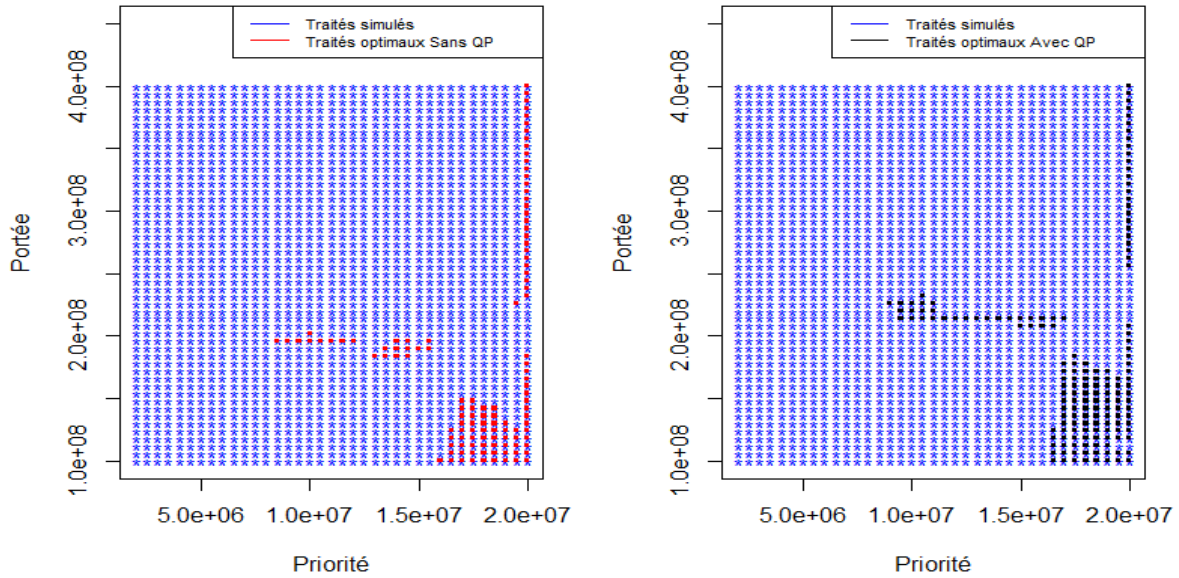 Traités simulés
Traités optimaux Sans QP
Portée
4.0e+08
3.0e+08
2.0e+08
1.0e+08
5.0e+06 1.0e+07 1.5e+07 2.0e+07
Priorité
Traités simulés
Traités optimaux Avec QP
Portée
4.0e+08
3.0e+08
2.0e+08
1.0e+08
5.0e+06 1.0e+07 1.5e+07 2.0e+07
Priorité